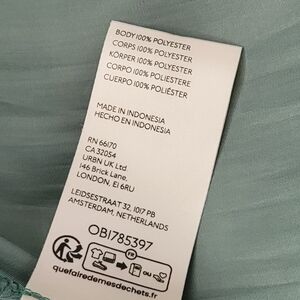 BODY 100% POLYESTER
CORPS 100% POLYESTER
KÖRPER 100% POLYESTER
CORPO 100% POLIESTERE
CUERPO 100% POLIÉSTER
MADE IN INDONESIA
HECHO EN INDONESIA
RN 66170
CA 32054
URBN UK Ltd.
146 Brick Lane,
LONDON, E1 6RU
LEIDSESTRAAT 32, 1017 PB
AMSTERDAM, NETHERLANDS
OB1785397
FR
OU
quefairedemesdechets.fr